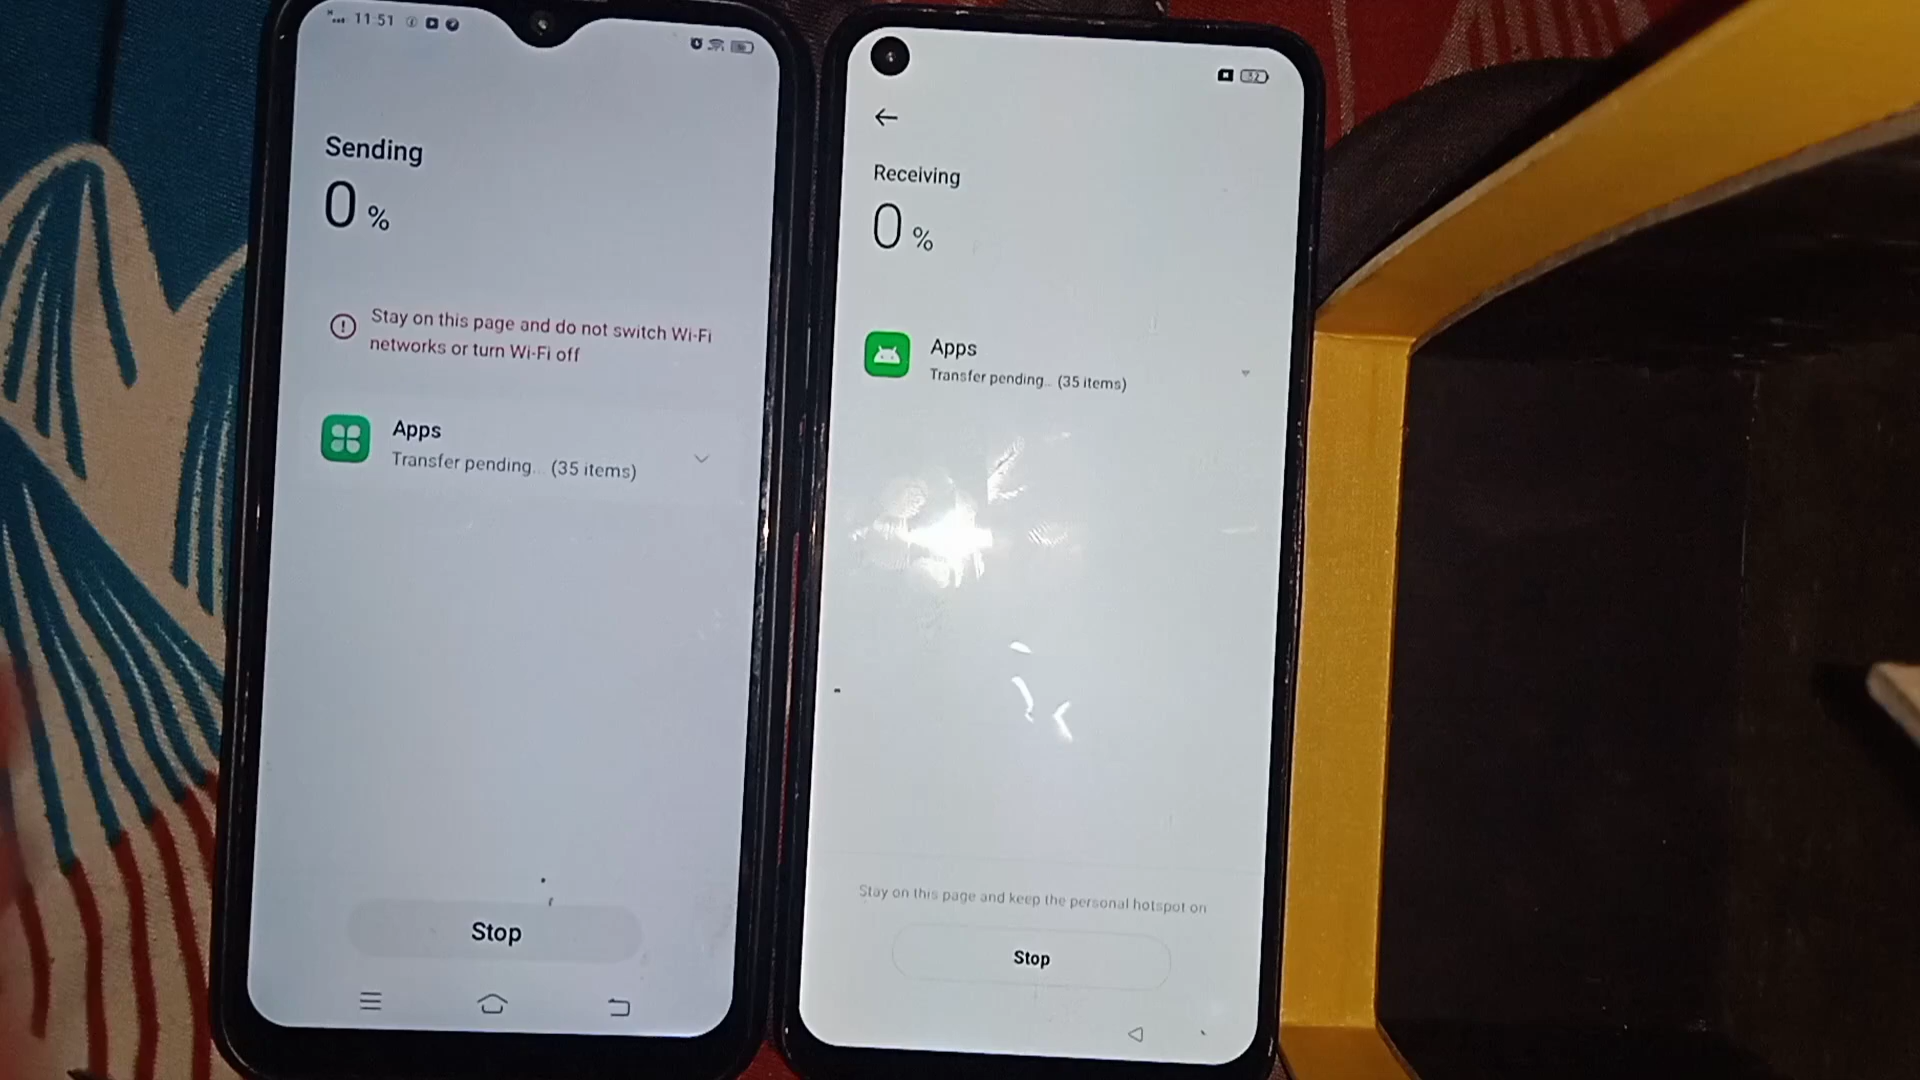 11:51
Sending
0 %
Stay on this page and do not switch Wi-Fi
networks or turn Wi-Fi off
Apps
Transfer pending... (35 items)
Stop
32
Receiving
0 %
Apps
Transfer pending... (35 items)
Stay on this page and keep the personal hotspot on
Stop